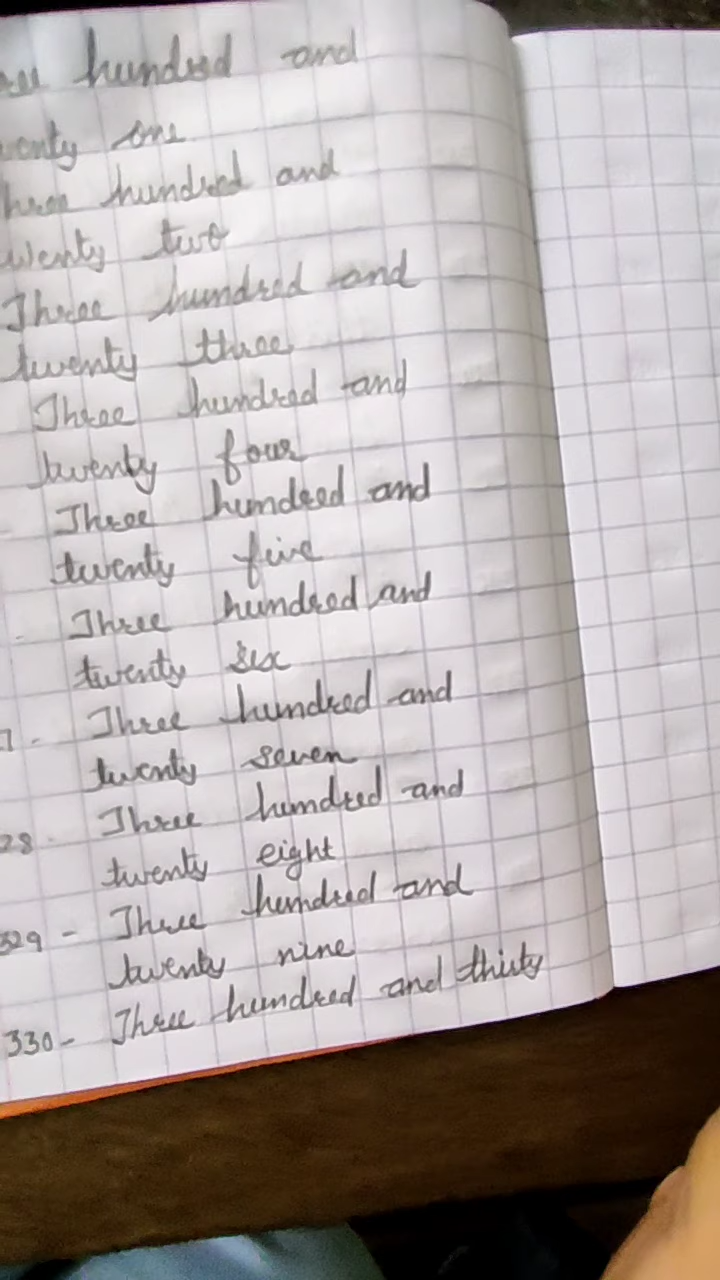 hundred and
one
hundred and
two
Three hundred and
twenty three
Three hundred and
twenty four
Three hundred and
twenty five
Three hundred and
twenty six
7 - Three hundred and
twenty seven
28 - Three hundred and
twenty eight
329 - Three hundred and
twenty nine
330 - Three hundred and thirty